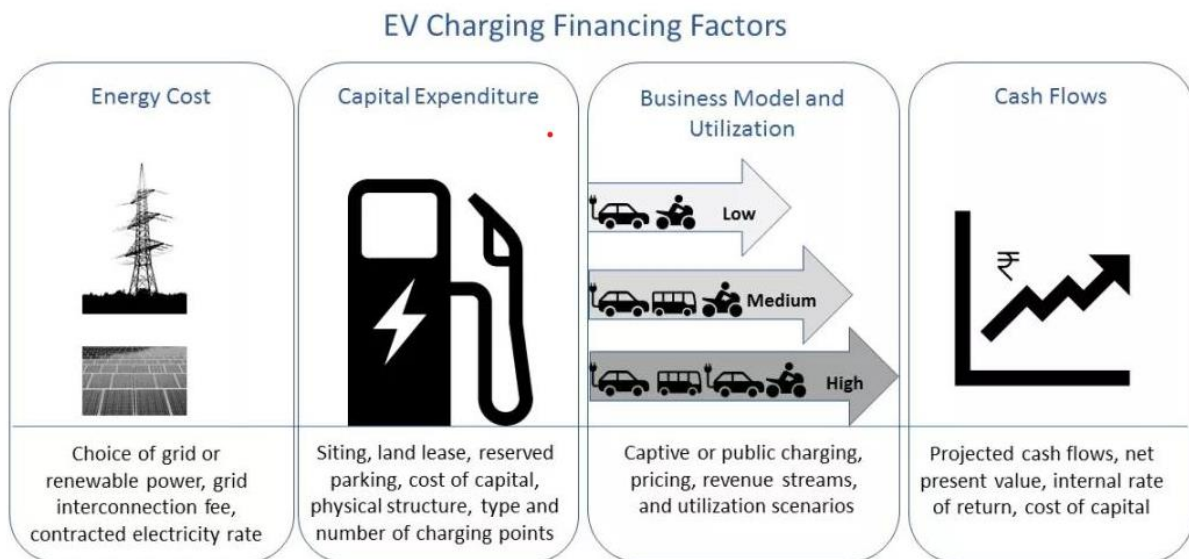 EV Charging Financing Factors
Energy Cost
Choice of grid or
renewable power, grid
interconnection fee,
contracted electricity rate
Capital Expenditure
Siting, land lease, reserved
parking, cost of capital,
physical structure, type and
number of charging points
Business Model and
Utilization
Low
Medium
High
Captive or public charging,
pricing, revenue streams,
and utilization scenarios
Cash Flows
₹
Projected cash flows, net
present value, internal rate
of return, cost of capital